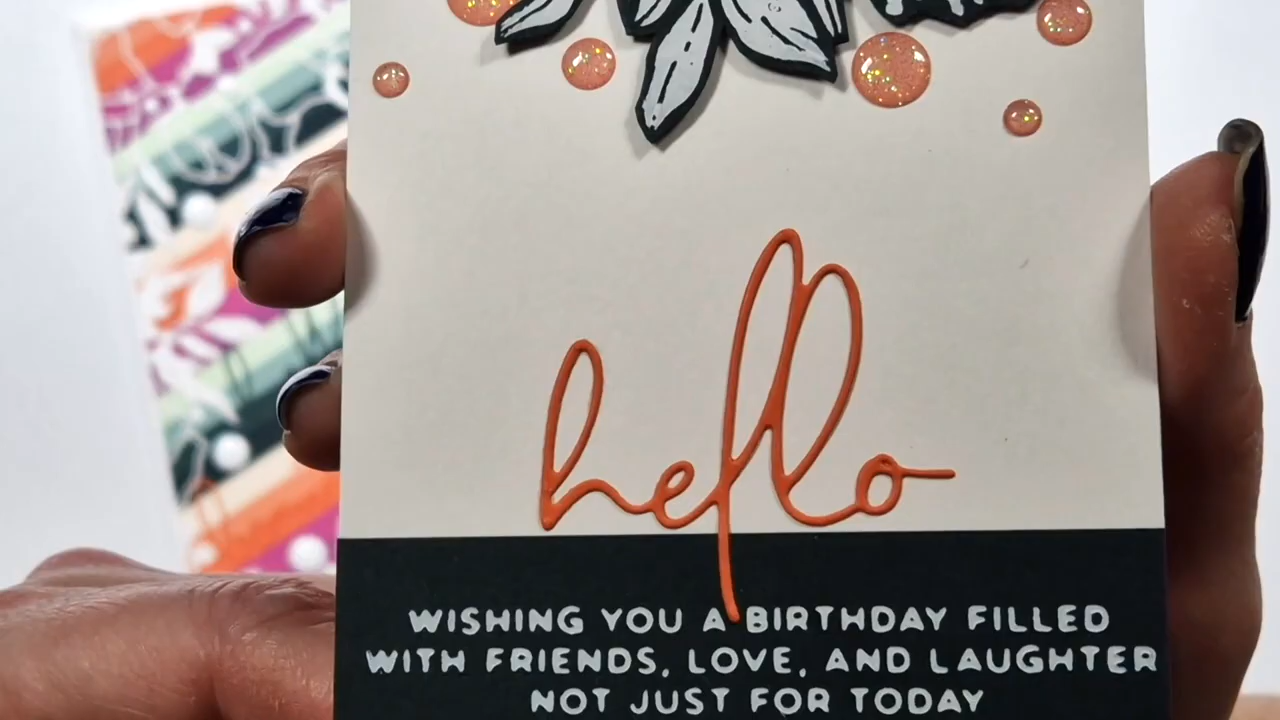 hello
WISHING YOU A BIRTHDAY FILLED
WITH FRIENDS, LOVE, AND LAUGHTER
NOT JUST FOR TODAY